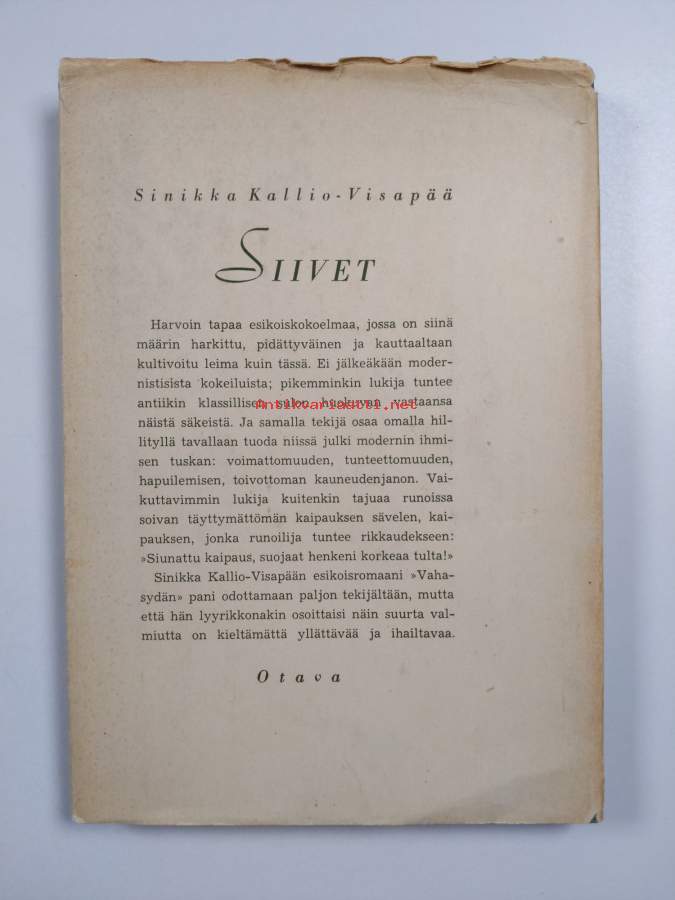 Sinikka Kallio-Visapää
SIIVET
Harvoin tapaa esikoiskokoelmaa, jossa on siinä
määrin harkittu, pidättyväinen ja kauttaaltaan
kultivoitu leima kuin tässä. Ei jälkeäkään moder-
nistisista kokeiluista; pikemminkin lukija tuntee
antiikin klassillisen sulon huokuvan vastaansa
Antikvariaatti.net
näistä säkeistä. Ja samalla tekijä osaa omalla hil-
lityllä tavallaan tuoda niissä julki modernin ihmi-
sen tuskan: voimattomuuden, tunteettomuuden,
hapuilemisen, toivottoman kauneudenjanon. Vai-
kuttavimmin lukija kuitenkin tajuaa runoissa
soivan täyttymättömän kaipauksen sävelen, kai-
pauksen, jonka runoilija tuntee rikkaudekseen:
»Siunattu kaipaus, suojaat henkeni korkeaa tulta!»
Sinikka Kallio-Visapään esikoisromaani »Vaha-
sydän» pani odottamaan paljon tekijältään, mutta
että hän lyyrikkonakin osoittaisi näin suurta val-
miutta on kieltämättä yllättävää ja ihailtavaa.
Otava